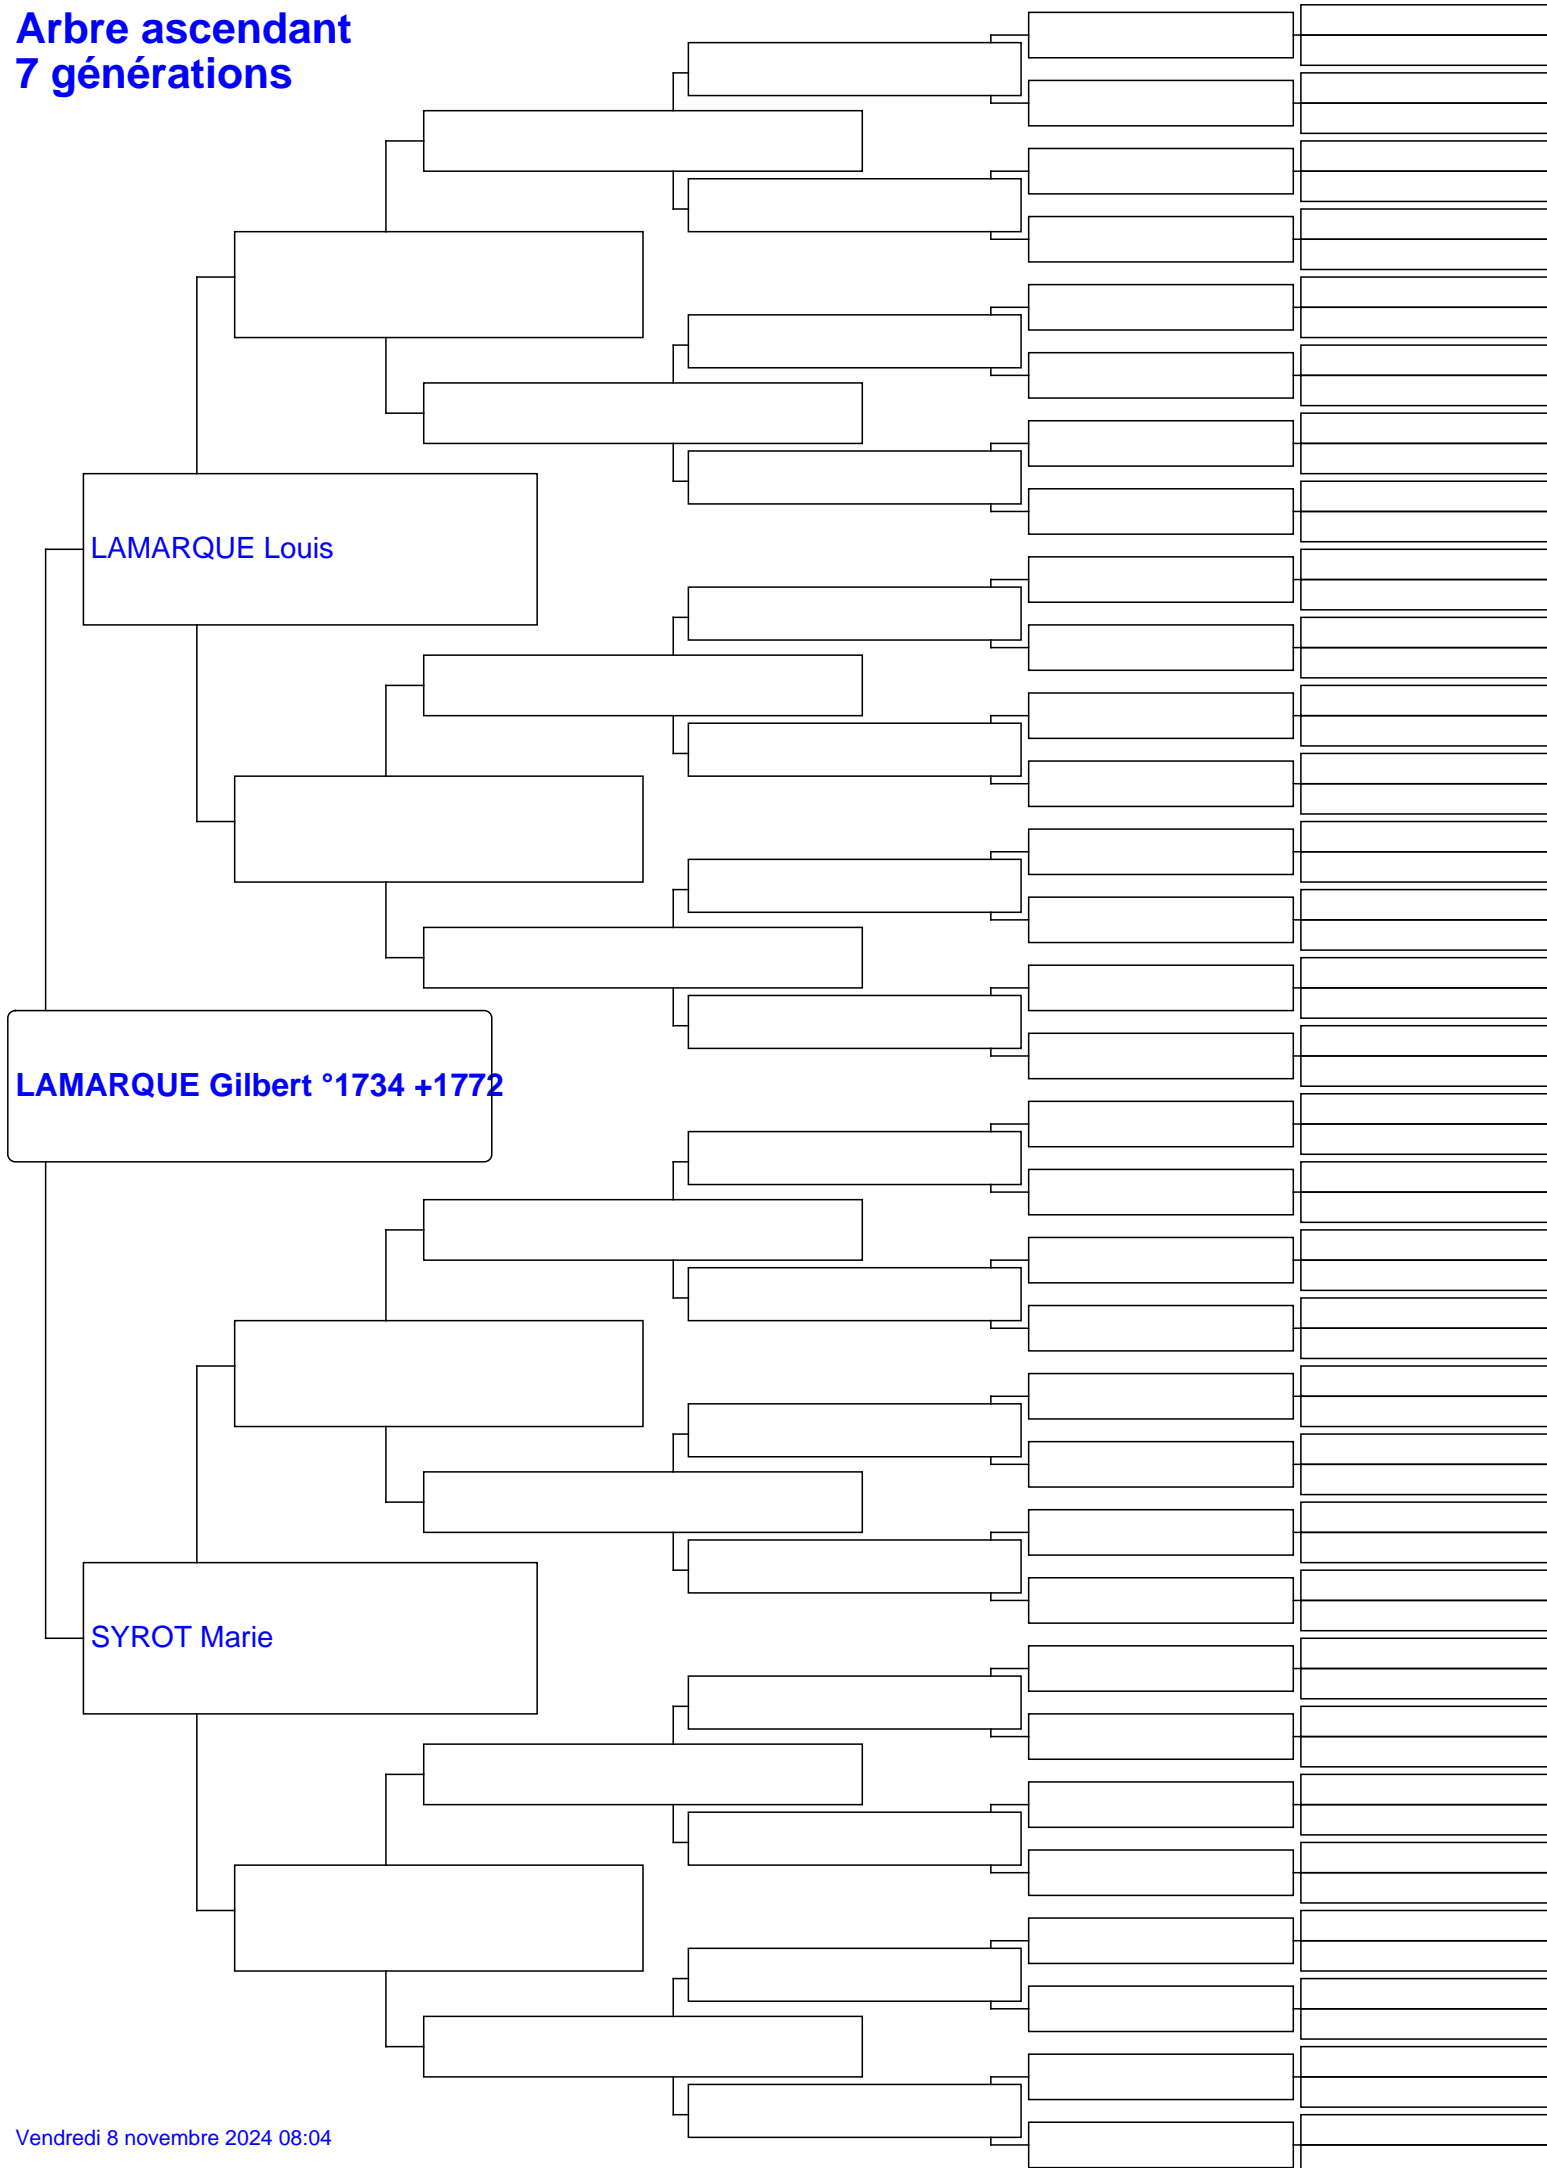 Arbre ascendant
7 générations
LAMARQUE Louis
LAMARQUE Gilbert °1734 +1772
SYROT Marie
Vendredi 8 novembre 2024 08:04